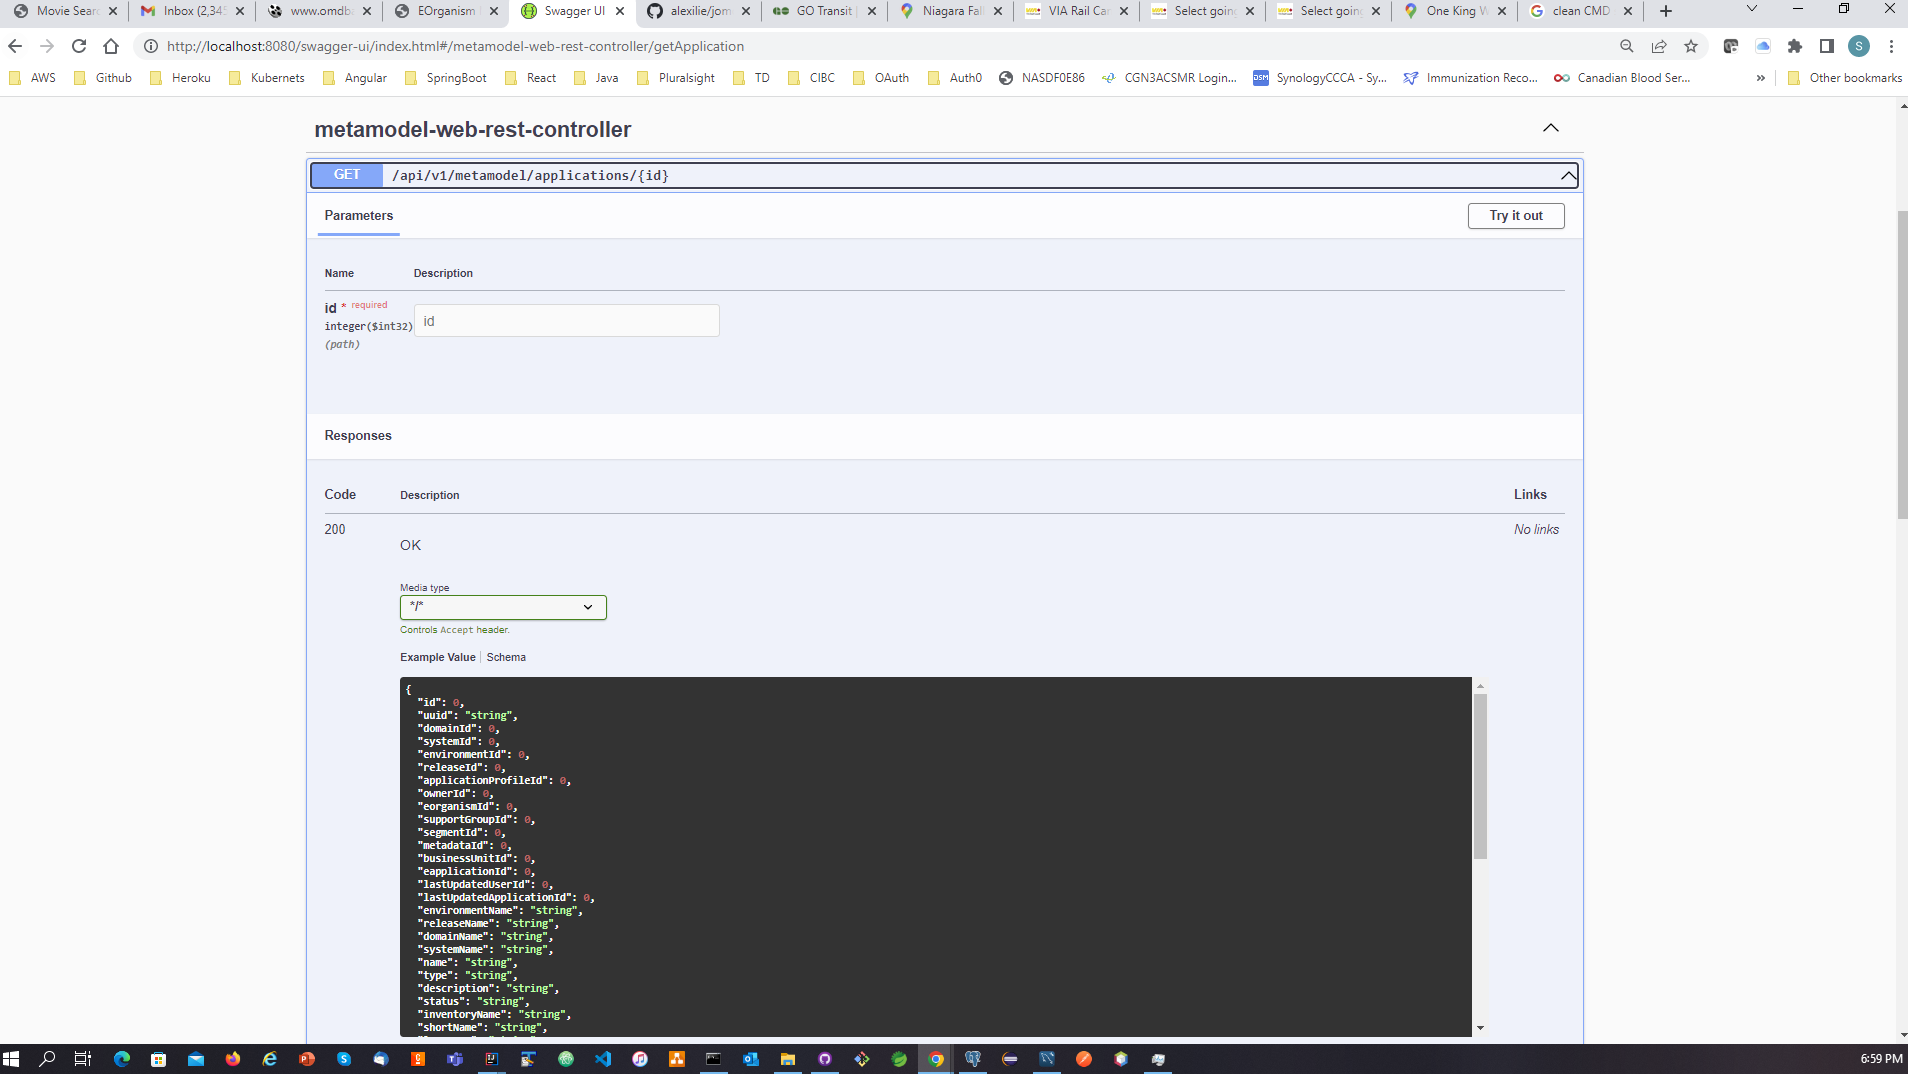 Movie Searc
Inbox (2,345
www.omdba
EOrganism
Swagger UI
alexilie/jom
GO Transit
Niagara Fall
VIA Rail Car
Select going
Select going
One King W
clean CMD
http://localhost:8080/swagger-ui/index.html#/metamodel-web-rest-controller/getApplication
S
AWS Github Heroku Kubernets Angular SpringBoot React Java Pluralsight TD CIBC OAuth Auth0 NASDF0E86 CGN3ACSMR Login... SynologyCCCA - Sy... Immunization Reco... Canadian Blood Ser... » Other bookmarks
metamodel-web-rest-controller
GET /api/v1/metamodel/applications/{id}
Parameters
Try it out
Name Description
id * required
integer($int32)
(path)
id
Responses
Code Description Links
200
OK
No links
Media type
*/*
Controls Accept header.
Example Value Schema
{
"id": 0,
"uuid": "string",
"domainId": 0,
"systemId": 0,
"environmentId": 0,
"releaseId": 0,
"applicationProfileId": 0,
"ownerId": 0,
"eorganismId": 0,
"supportGroupId": 0,
"segmentId": 0,
"metadataId": 0,
"businessUnitId": 0,
"eapplicationId": 0,
"lastUpdatedUserId": 0,
"lastUpdatedApplicationId": 0,
"environmentName": "string",
"releaseName": "string",
"domainName": "string",
"systemName": "string",
"name": "string",
"type": "string",
"description": "string",
"status": "string",
"inventoryName": "string",
"shortName": "string",
6:59 PM